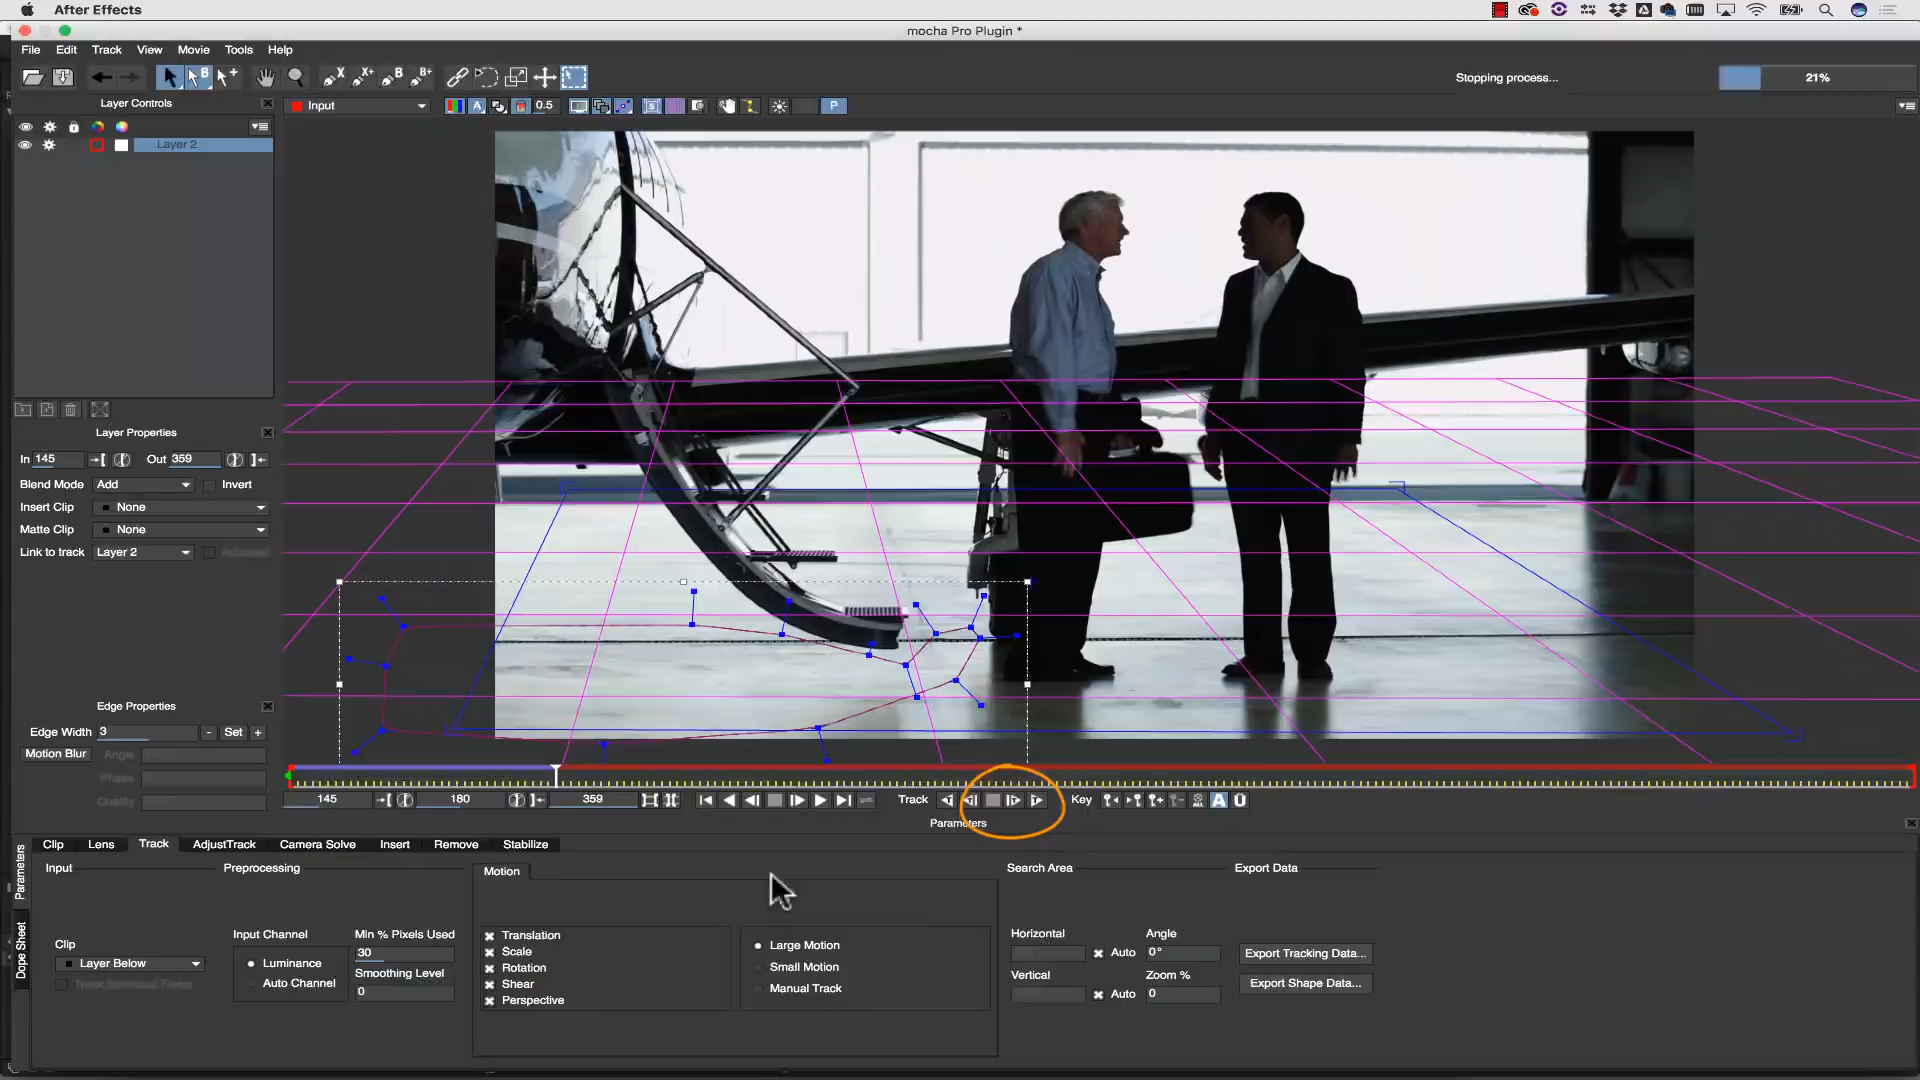 After Effects
mocha Pro Plugin *
File Edit Track View Movie Tools Help
Stopping process... 21%
Layer Controls
Input 0.5 P
Layer 2
Layer Properties
In 145 Out 359
Blend Mode Add Invert
Insert Clip None
Matte Clip None
Link to track Layer 2
Edge Properties
Edge Width 3 - Set +
Motion Blur Angle
Phase
Quality
145 180 359 Track Key
Parameters
Clip Lens Track AdjustTrack Camera Solve Insert Remove Stabilize
Parameters
Dope Sheet
Input Preprocessing Motion Search Area Export Data
Input Channel Min % Pixels Used Translation Horizontal Angle
Clip 30 Scale Large Motion Auto 0° Export Tracking Data...
Layer Below Luminance Smoothing Level Rotation Small Motion Vertical Zoom %
Auto Channel 0 Shear Manual Track Auto 0 Export Shape Data...
Perspective